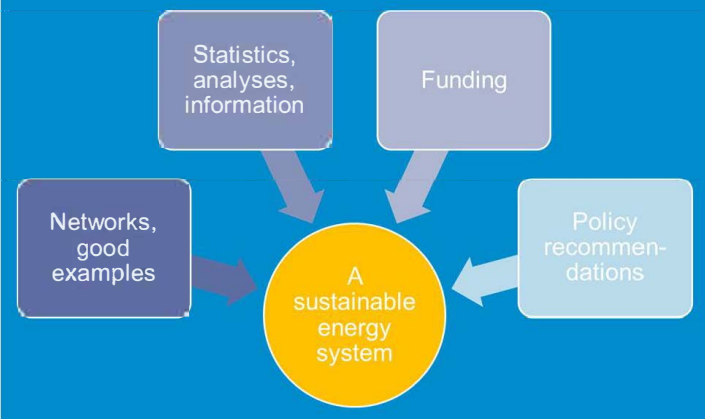 Statistics,
analyses,
information
Funding
Networks,
good
examples
Policy
recommen-
dations
A
sustainable
energy
system